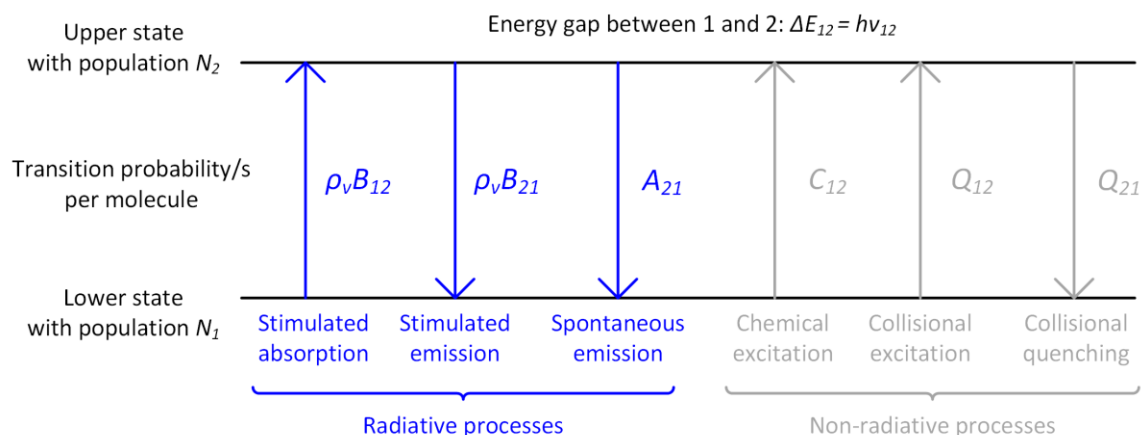 Upper state
with population N₂
Energy gap between 1 and 2: ΔE₁₂ = hν₁₂
Transition probability/s
per molecule
ρᵥB₁₂
ρᵥB₂₁
A₂₁
C₁₂
Q₁₂
Q₂₁
Lower state
with population N₁
Stimulated
absorption
Stimulated
emission
Spontaneous
emission
Chemical
excitation
Collisional
excitation
Collisional
quenching
Radiative processes
Non-radiative processes